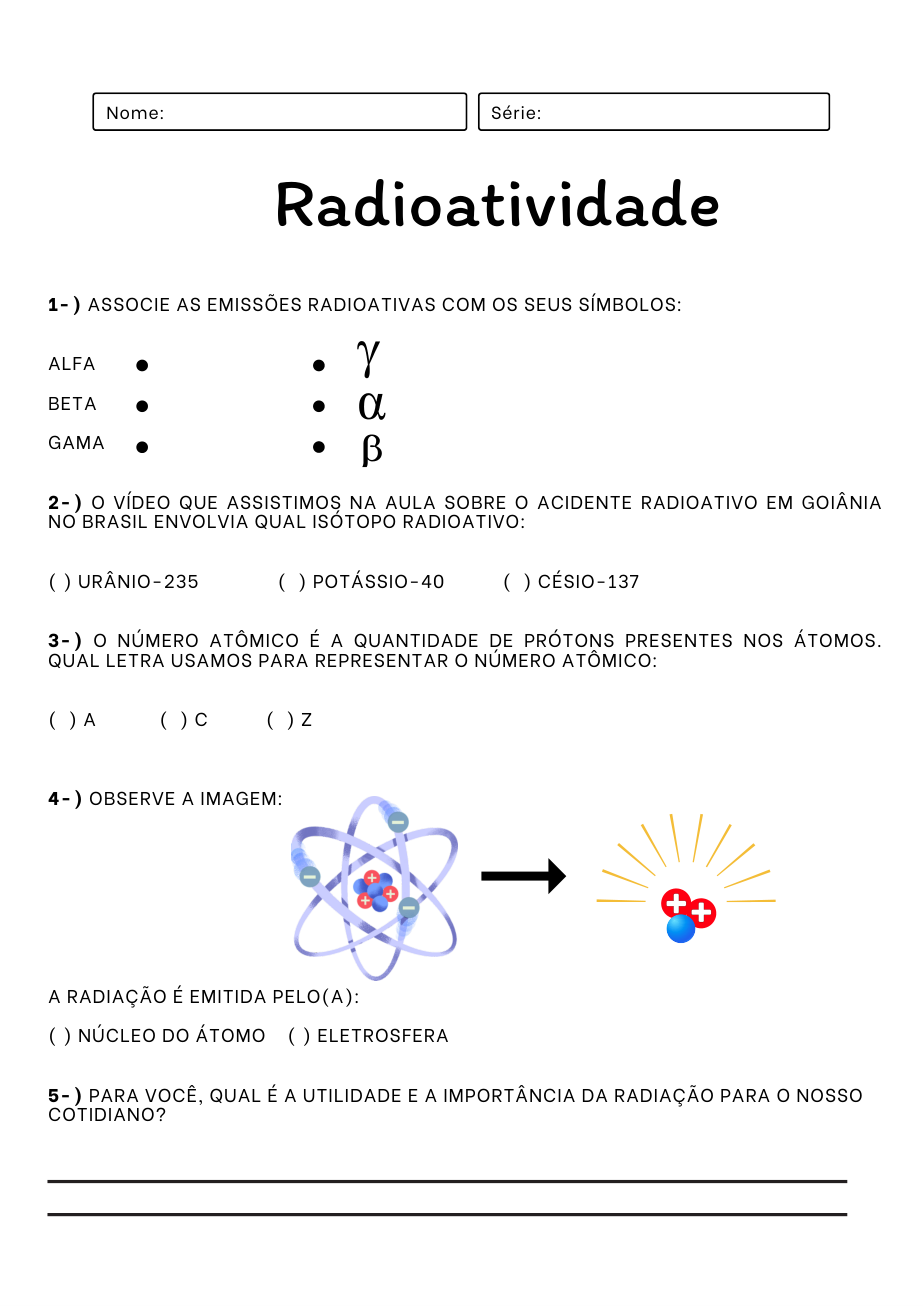 Nome:
Série:
Radioatividade
1-) ASSOCIE AS EMISSÕES RADIOATIVAS COM OS SEUS SÍMBOLOS:
ALFA ● ● γ
BETA ● ● α
GAMA ● ● β
2-) O VÍDEO QUE ASSISTIMOS NA AULA SOBRE O ACIDENTE RADIOATIVO EM GOIÂNIA
NO BRASIL ENVOLVIA QUAL ISÓTOPO RADIOATIVO:
( ) URÂNIO-235 ( ) POTÁSSIO-40 ( ) CÉSIO-137
3-) O NÚMERO ATÔMICO É A QUANTIDADE DE PRÓTONS PRESENTES NOS ÁTOMOS.
QUAL LETRA USAMOS PARA REPRESENTAR O NÚMERO ATÔMICO:
( ) A ( ) C ( ) Z
4-) OBSERVE A IMAGEM:
A RADIAÇÃO É EMITIDA PELO(A):
( ) NÚCLEO DO ÁTOMO ( ) ELETROSFERA
5-) PARA VOCÊ, QUAL É A UTILIDADE E A IMPORTÂNCIA DA RADIAÇÃO PARA O NOSSO
COTIDIANO?